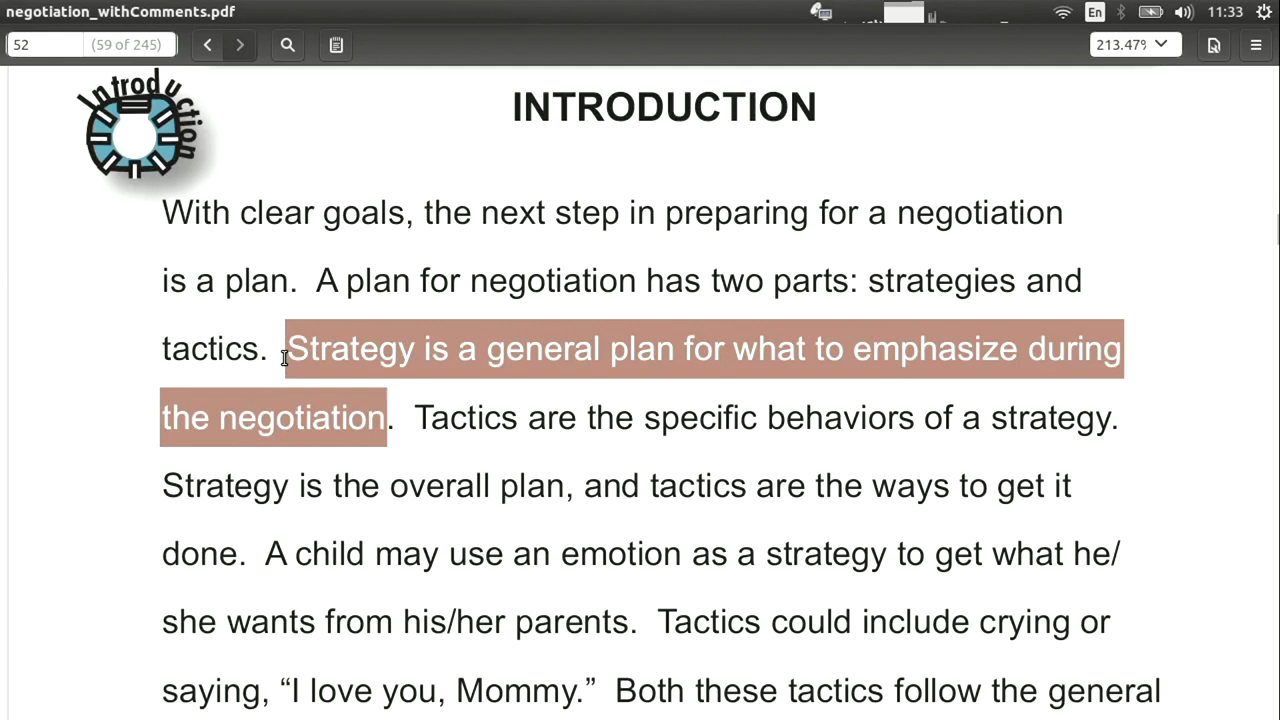 negotiation_withComments.pdf
En
11:33
52
(59 of 245)
213.47%
Introduction
INTRODUCTION
With clear goals, the next step in preparing for a negotiation
is a plan.  A plan for negotiation has two parts: strategies and
tactics.  Strategy is a general plan for what to emphasize during
the negotiation.  Tactics are the specific behaviors of a strategy.
Strategy is the overall plan, and tactics are the ways to get it
done.  A child may use an emotion as a strategy to get what he/
she wants from his/her parents.  Tactics could include crying or
saying, “I love you, Mommy.”  Both these tactics follow the general